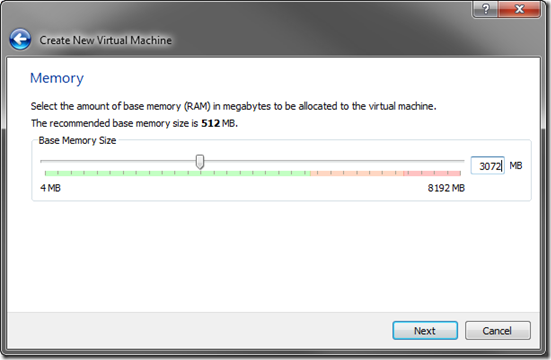 ?
X
Create New Virtual Machine
Memory
Select the amount of base memory (RAM) in megabytes to be allocated to the virtual machine.
The recommended base memory size is 512 MB.
Base Memory Size
3072 MB
4 MB 8192 MB
Next Cancel